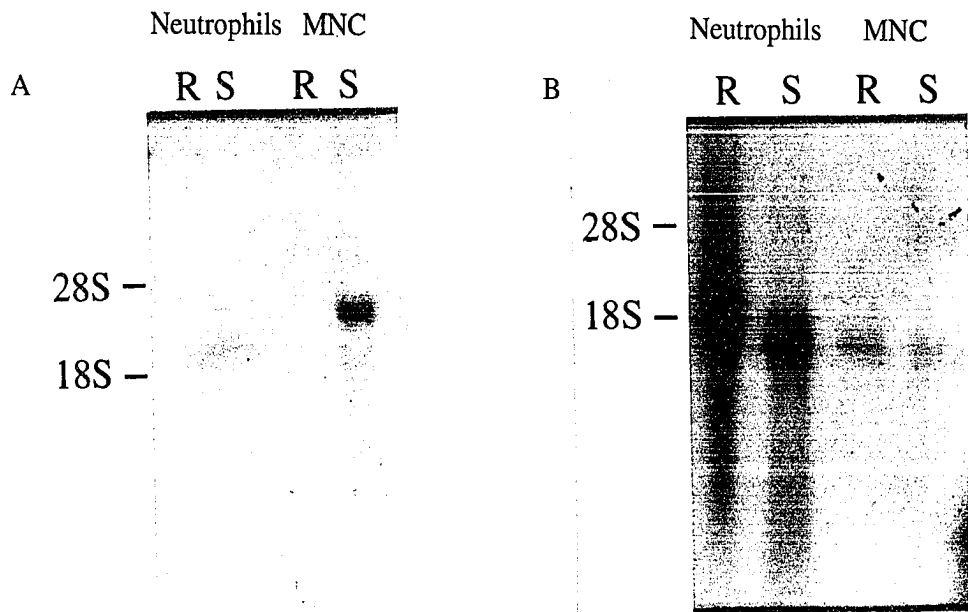 Neutrophils MNC
A R S R S
28S –
18S –
Neutrophils MNC
B R S R S
28S –
18S –